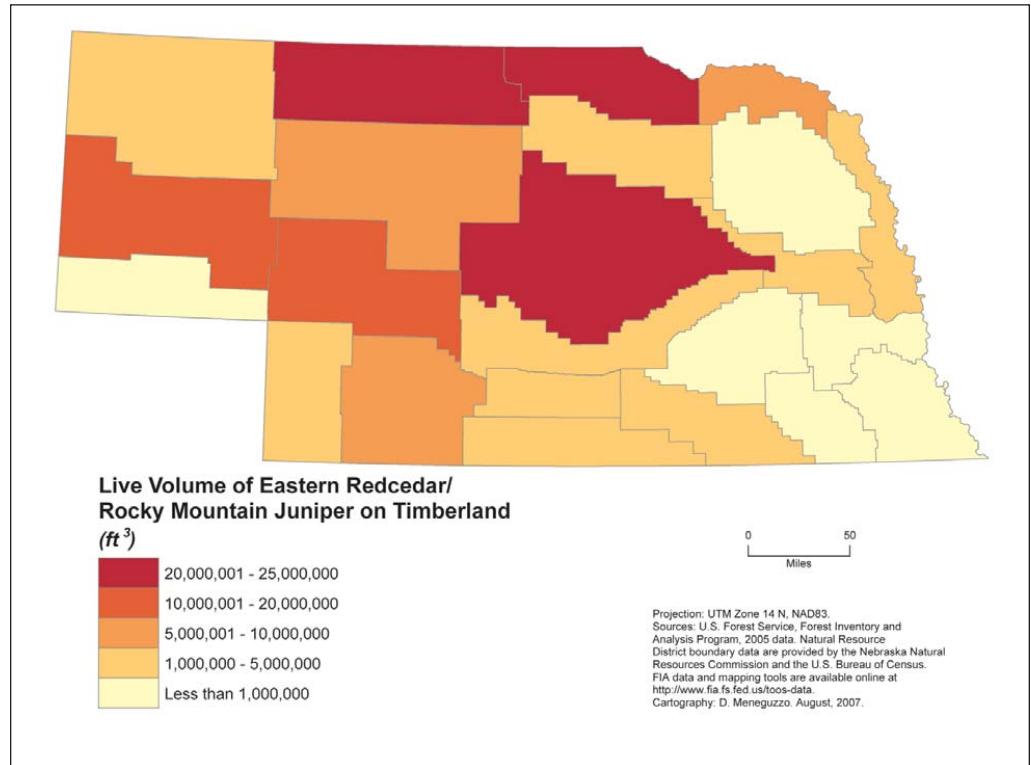 Live Volume of Eastern Redcedar/
Rocky Mountain Juniper on Timberland
(ft³)
20,000,001 - 25,000,000
10,000,001 - 20,000,000
5,000,001 - 10,000,000
1,000,000 - 5,000,000
Less than 1,000,000
0 50
Miles
Projection: UTM Zone 14 N, NAD83.
Sources: U.S. Forest Service, Forest Inventory and
Analysis Program, 2005 data. Natural Resource
District boundary data are provided by the Nebraska Natural
Resources Commission and the U.S. Bureau of Census.
FIA data and mapping tools are available online at
http://www.fia.fs.fed.us/toos-data.
Cartography: D. Meneguzzo. August, 2007.